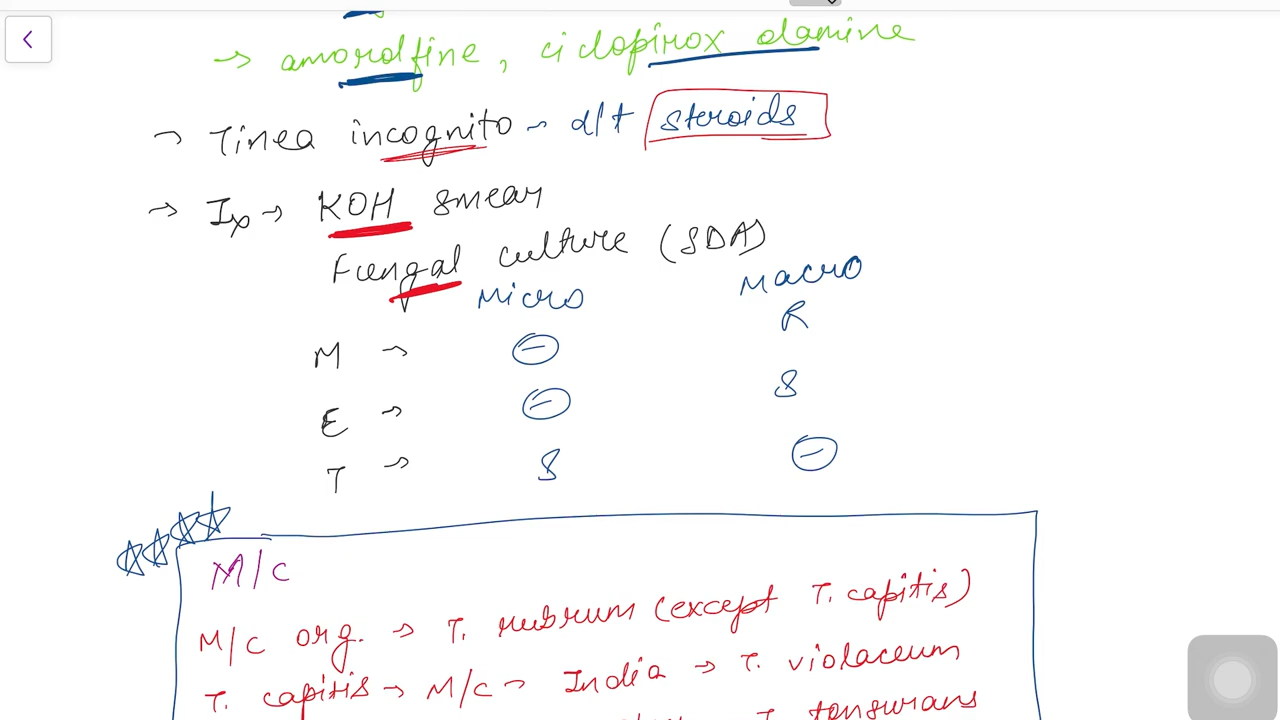 → amorolfine, ciclopirox olamine
→ Tinea incognito ~ d/t steroids
→ Ix → KOH smear
Fungal culture (SDA)
Micro Macro
M → ⊖ R
E → ⊖ S
T → S ⊖
M/C
M/C org. → T. rubrum (except T. capitis)
T. capitis → M/C → India → T. violaceum
T. tonsurans